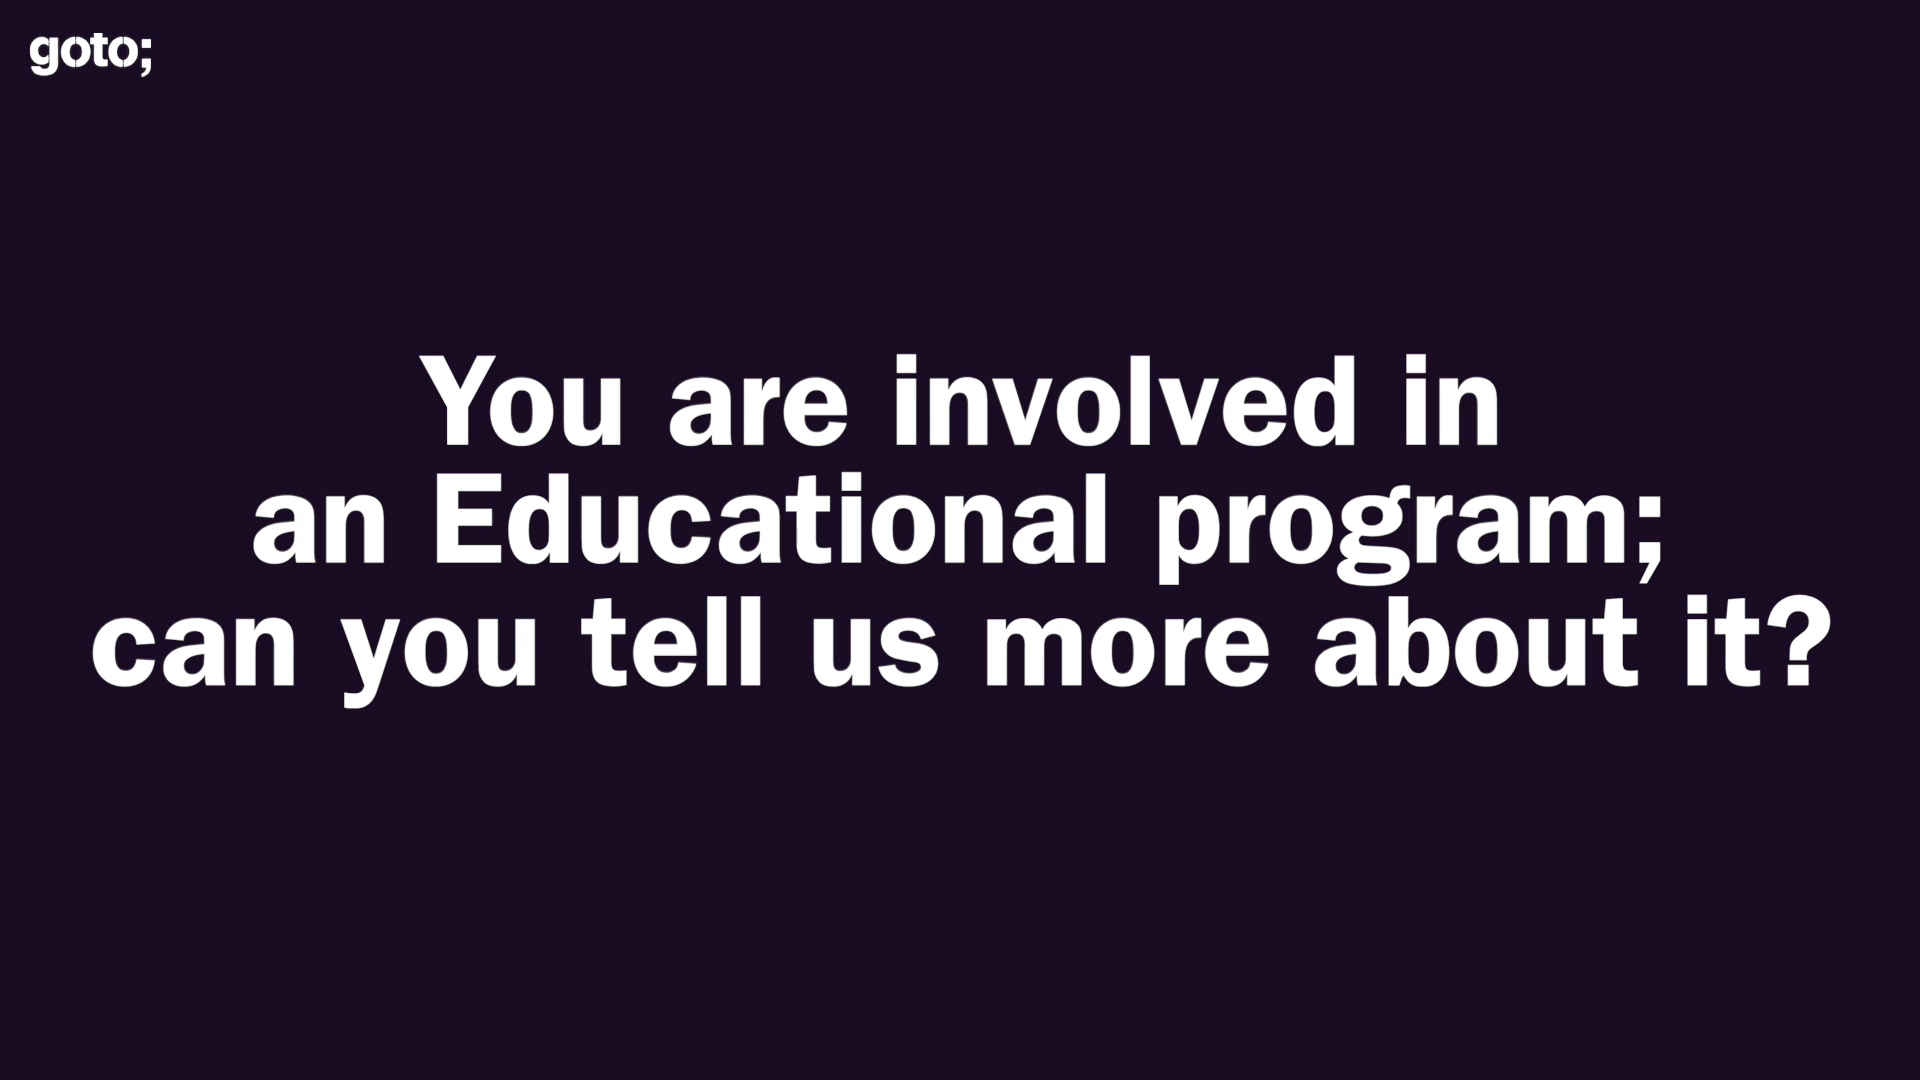 goto;
You are involved in
an Educational program;
can you tell us more about it?